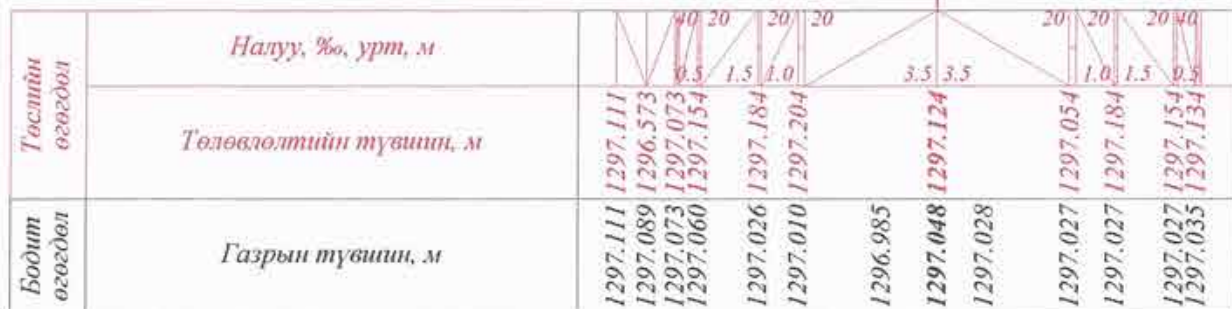 Төслийн өгөгдөл
Налуу, ‰, урт, м
40 20 20 20 20 20 20 40
0.5 1.5 1.0 3.5 3.5 1.0 1.5 0.5
Төлөвлөлтийн түвшин, м
1297.111 1296.573 1297.073 1297.154 1297.184 1297.204 1297.124 1297.054 1297.184 1297.154 1297.134
Бодит өгөгдөл
Газрын түвшин, м
1297.111 1297.089 1297.073 1297.060 1297.026 1297.010 1296.985 1297.048 1297.028 1297.027 1297.027 1297.027 1297.035